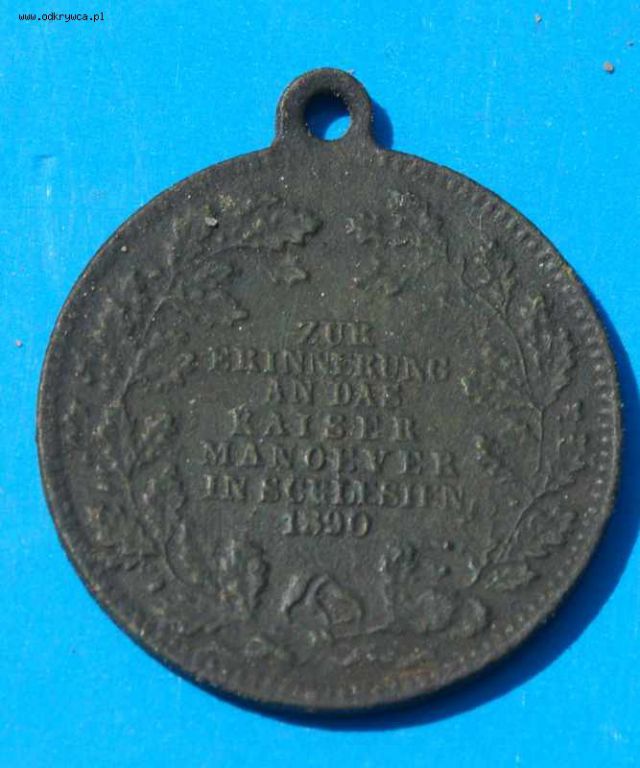 www.odkrywca.pl
ZUR
ERINNERUNG
AN DAS
KAISER
MANOEVER
IN SCHLESIEN
1890